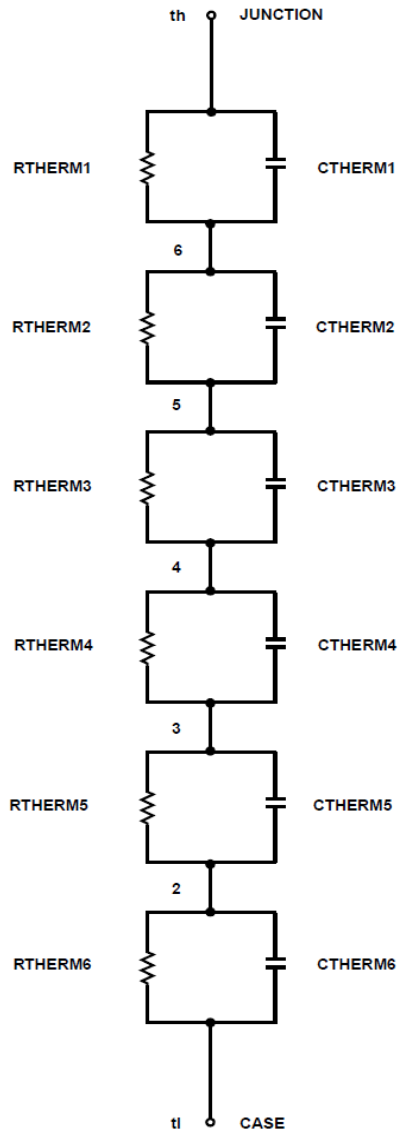 th JUNCTION
RTHERM1 CTHERM1
6
RTHERM2 CTHERM2
5
RTHERM3 CTHERM3
4
RTHERM4 CTHERM4
3
RTHERM5 CTHERM5
2
RTHERM6 CTHERM6
tl CASE